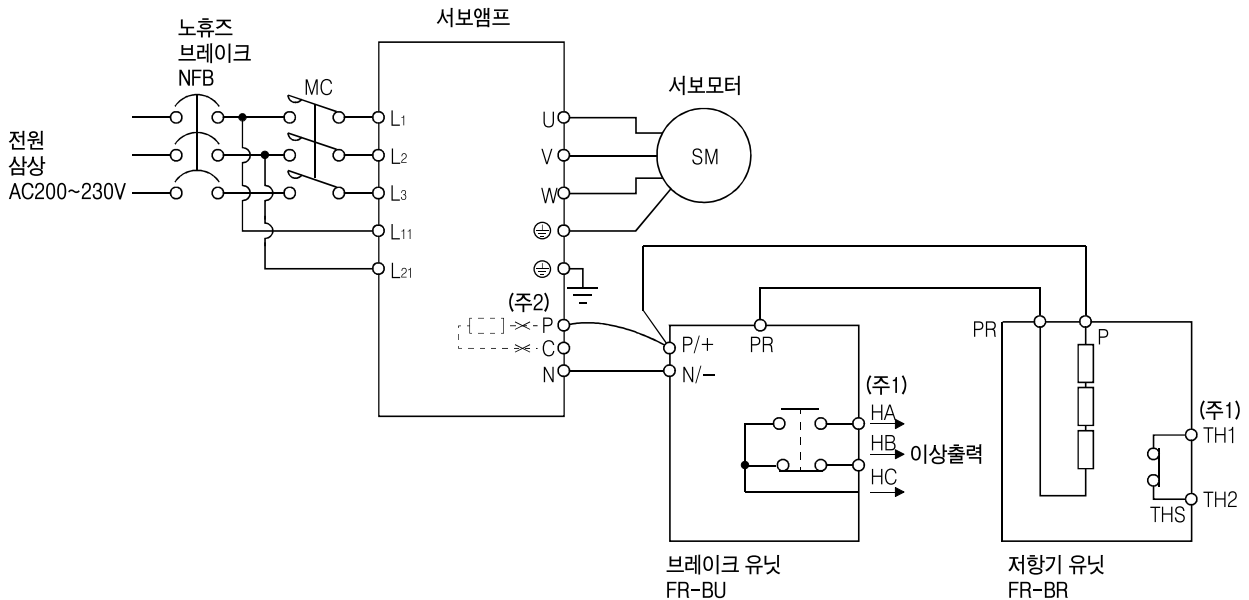 서보앰프
노휴즈
브레이크
NFB
MC
서보모터
전원
삼상
AC200~230V
L1
L2
L3
L11
L21
U
V
W
SM
(주2)
P
C
N
P/+
N/−
PR
(주1)
HA
HB
HC
이상출력
PR
P
(주1)
TH1
TH2
THS
브레이크 유닛
FR-BU
저항기 유닛
FR-BR